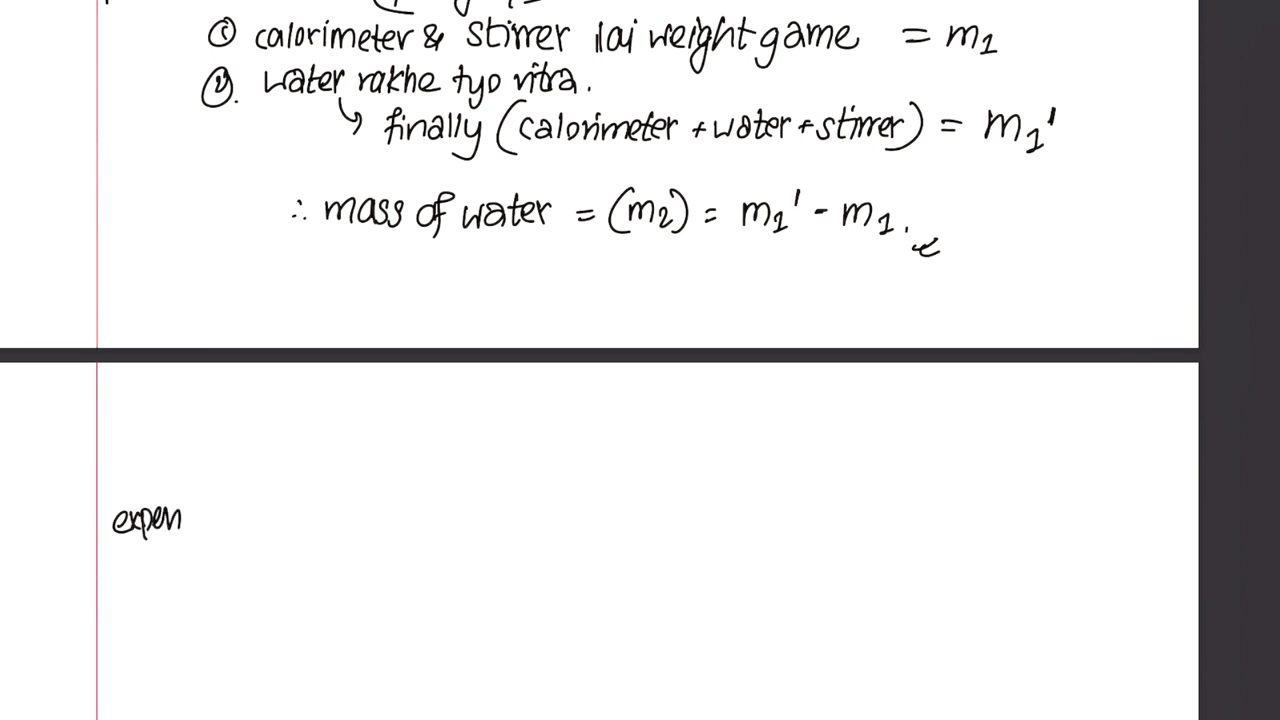 ① calorimeter & stirrer lai weight game = m₁
②. water rakhe tyo vitra.
↳ finally (calorimeter + water + stirrer) = m₁'
∴ mass of water = (m₂) = m₁' - m₁.
expen